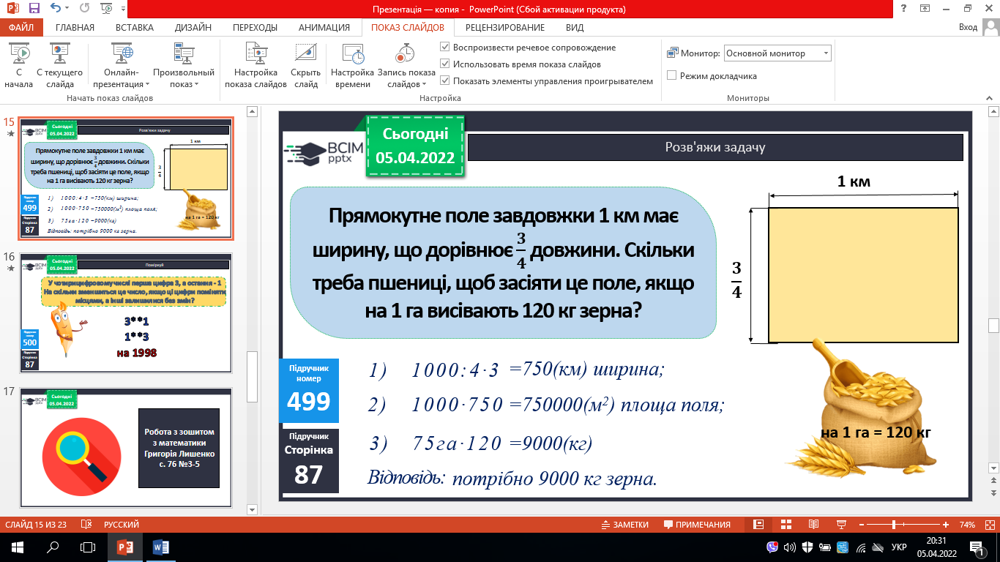 Презентація — копия - PowerPoint (Сбой активации продукта)
ФАЙЛ ГЛАВНАЯ ВСТАВКА ДИЗАЙН ПЕРЕХОДЫ АНИМАЦИЯ ПОКАЗ СЛАЙДОВ РЕЦЕНЗИРОВАНИЕ ВИД Вход
С начала
С текущего слайда
Онлайн-презентация
Произвольный показ
Начать показ слайдов
Настройка показа слайдов
Скрыть слайд
Настройка времени
Запись показа слайдов
Воспроизвести речевое сопровождение
Использовать время показа слайдов
Показать элементы управления проигрывателем
Настройка
Монитор: Основной монитор
Режим докладчика
Мониторы
15
Сьогодні
05.04.2022
BCIM pptx
Розв'яжи задачу
Прямокутне поле завдовжки 1 км має
ширину, що дорівнює 3/4 довжини. Скільки
треба пшениці, щоб засіяти це поле, якщо
на 1 га висівають 120 кг зерна?
1 км
3/4
1) 1000:4·3 =750(км) ширина;
2) 1000·750 =750000(м²) площа поля;
3) 75га·120 =9000(кг)
Відповідь: потрібно 9000 кг зерна.
на 1 га = 120 кг
Підручник номер
499
Підручник Сторінка
87
16
Сьогодні
05.04.2022
BCIM pptx
Поміркуй
У чотирицифровому числі перша цифра 3, а остання - 1
На скільки зменшиться це число, якщо ці цифри поміняти
місцями, а інші залишилися без змін?
3**1
1**3
на 1998
Підручник номер
500
Підручник Сторінка
87
17
Сьогодні
05.04.2022
BCIM pptx
Робота з зошитом
з математики
Григорія Лишенко
с. 76 №3-5
Сьогодні
05.04.2022
BCIM
pptx
Розв'яжи задачу
Прямокутне поле завдовжки 1 км має
ширину, що дорівнює 3/4 довжини. Скільки
треба пшениці, щоб засіяти це поле, якщо
на 1 га висівають 120 кг зерна?
1 км
3/4
Підручник
номер
499
1) 1000:4·3 =750(км) ширина;
2) 1000·750 =750000(м²) площа поля;
3) 75га·120 =9000(кг)
Відповідь: потрібно 9000 кг зерна.
на 1 га = 120 кг
Підручник
Сторінка
87
СЛАЙД 15 ИЗ 23 РУССКИЙ ЗАМЕТКИ ПРИМЕЧАНИЯ 74%
УКР
20:31
05.04.2022
1